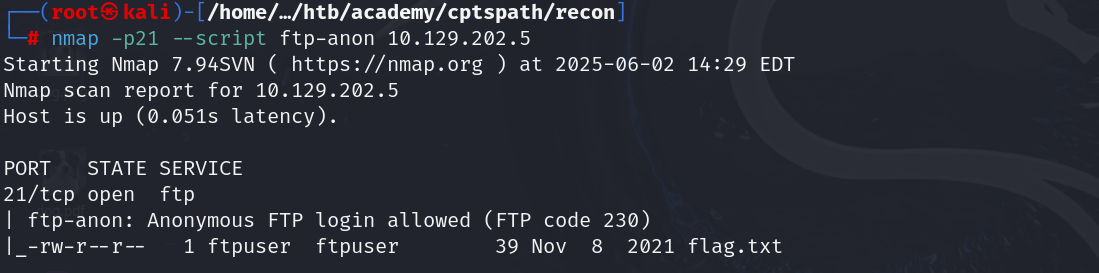 ┌──(root㉿kali)-[/home/…/htb/academy/cptspath/recon]
└─# nmap -p21 --script ftp-anon 10.129.202.5
Starting Nmap 7.94SVN ( https://nmap.org ) at 2025-06-02 14:29 EDT
Nmap scan report for 10.129.202.5
Host is up (0.051s latency).

PORT   STATE SERVICE
21/tcp open  ftp
| ftp-anon: Anonymous FTP login allowed (FTP code 230)
|_-rw-r--r--   1 ftpuser  ftpuser        39 Nov  8  2021 flag.txt